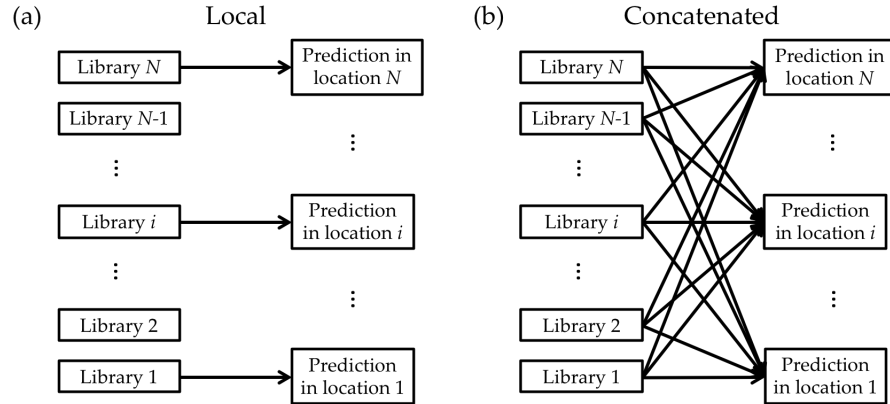 (a)
Local
Library N
Prediction in
location N
Library N-1
⋮
⋮
Library i
Prediction
in location i
⋮
⋮
Library 2
Library 1
Prediction
in location 1
(b)
Concatenated
Library N
Prediction in
location N
Library N-1
⋮
⋮
Library i
Prediction
in location i
⋮
⋮
Library 2
Library 1
Prediction
in location 1